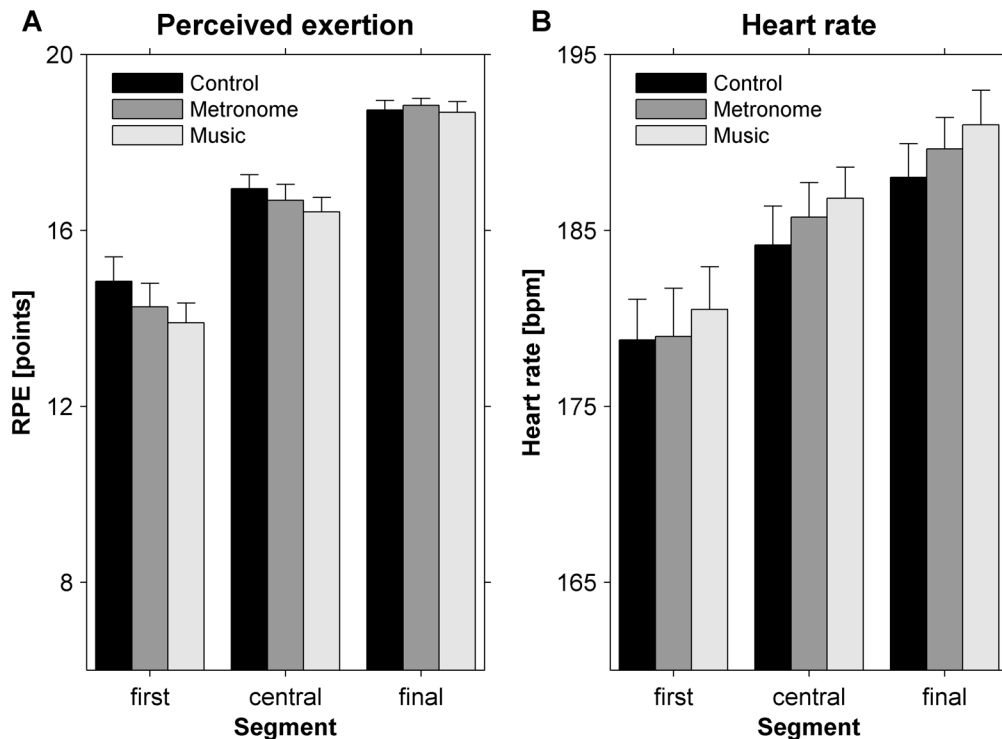 A
Perceived exertion
20
16
12
8
RPE [points]
Control
Metronome
Music
first central final
Segment
B
Heart rate
195
185
175
165
Heart rate [bpm]
Control
Metronome
Music
first central final
Segment